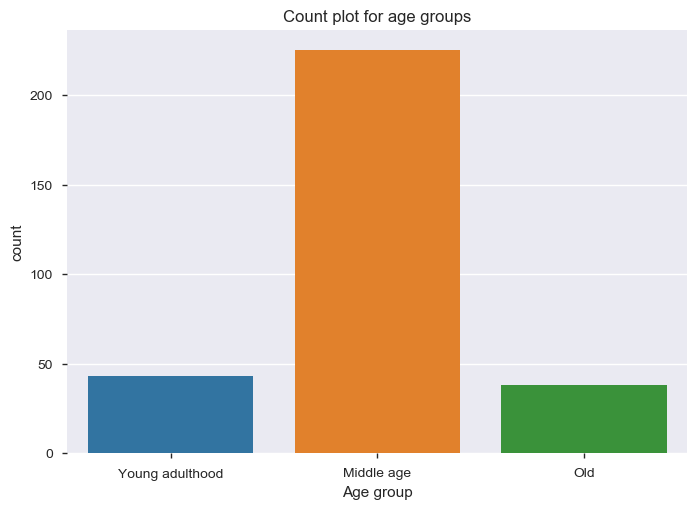 Count plot for age groups
count
200
150
100
50
0
Young adulthood
Middle age
Old
Age group